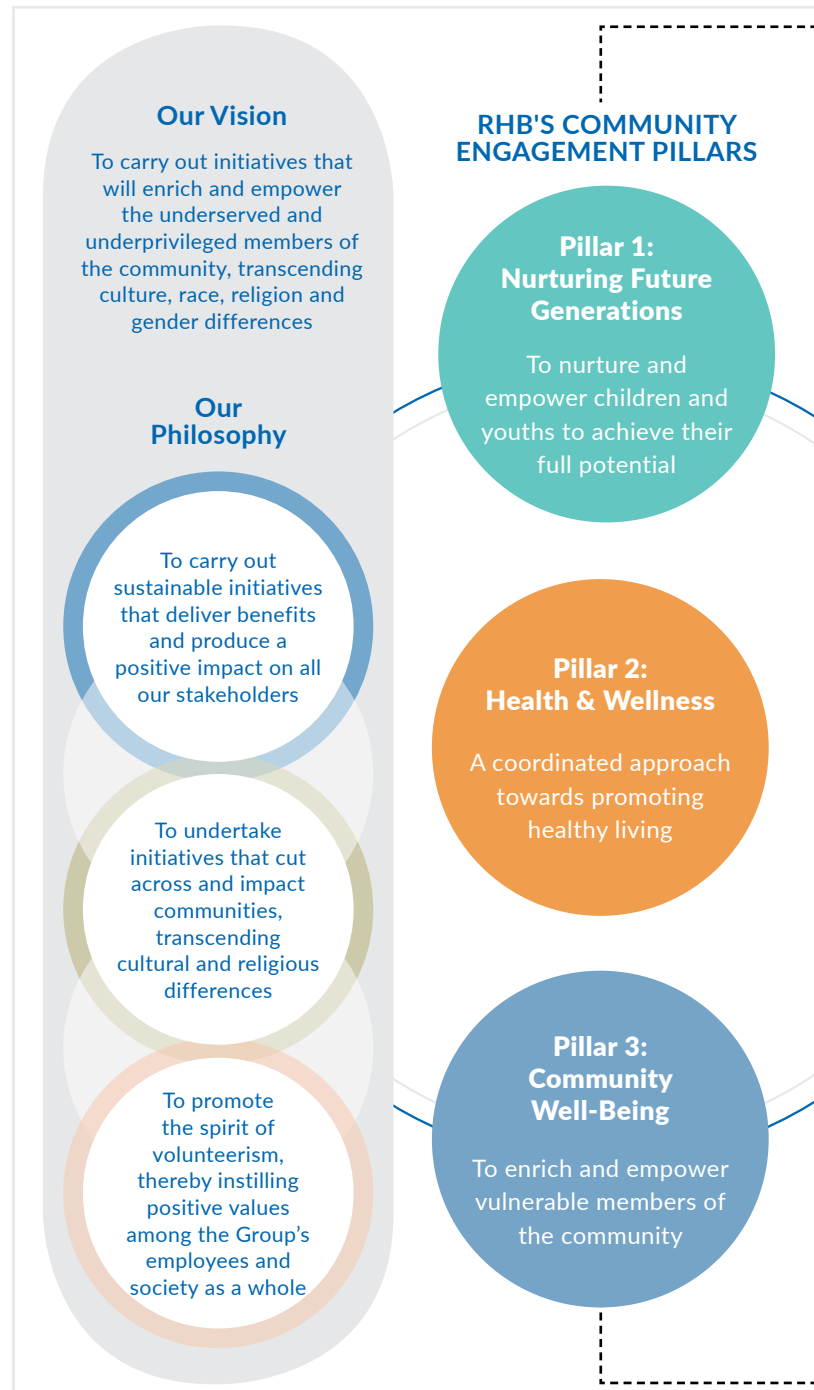 Our Vision
To carry out initiatives that
will enrich and empower
the underserved and
underprivileged members of
the community, transcending
culture, race, religion and
gender differences
Our
Philosophy
To carry out
sustainable initiatives
that deliver benefits
and produce a
positive impact on all
our stakeholders
To undertake
initiatives that cut
across and impact
communities,
transcending
cultural and religious
differences
To promote
the spirit of
volunteerism,
thereby instilling
positive values
among the Group’s
employees and
society as a whole
RHB'S COMMUNITY
ENGAGEMENT PILLARS
Pillar 1:
Nurturing Future
Generations
To nurture and
empower children and
youths to achieve their
full potential
Pillar 2:
Health & Wellness
A coordinated approach
towards promoting
healthy living
Pillar 3:
Community
Well-Being
To enrich and empower
vulnerable members of
the community